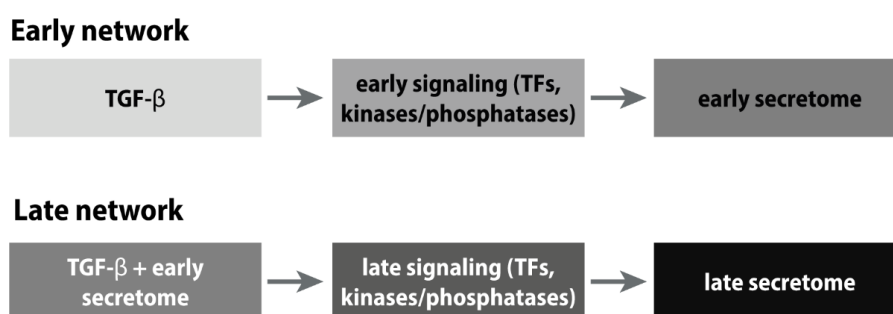 Early network
TGF-β
early signaling (TFs,
kinases/phosphatases)
early secretome
Late network
TGF-β + early
secretome
late signaling (TFs,
kinases/phosphatases)
late secretome